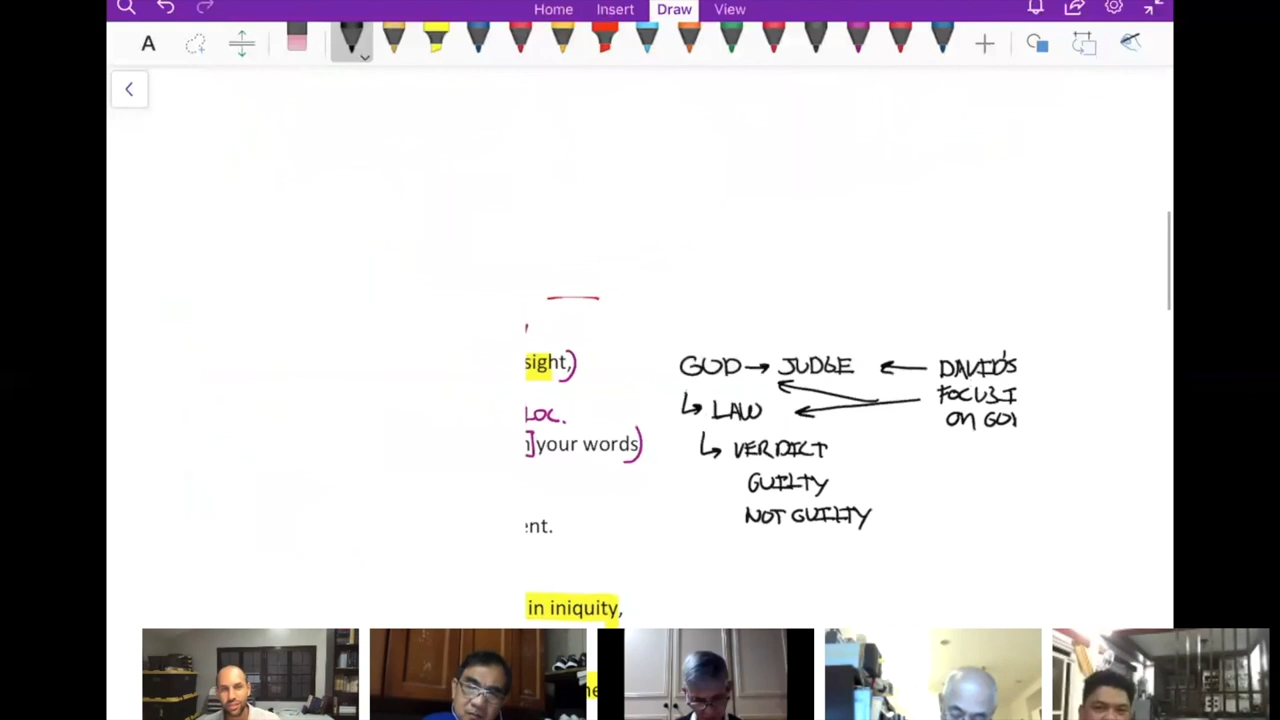 Home Insert Draw View
A
sight,)
LOC.
]your words)
ent.
in iniquity,
GOD → JUDGE ← DAVID'S
FOCUS I
ON GO
↳ LAW
↳ VERDICT
GUILTY
NOT GUILTY